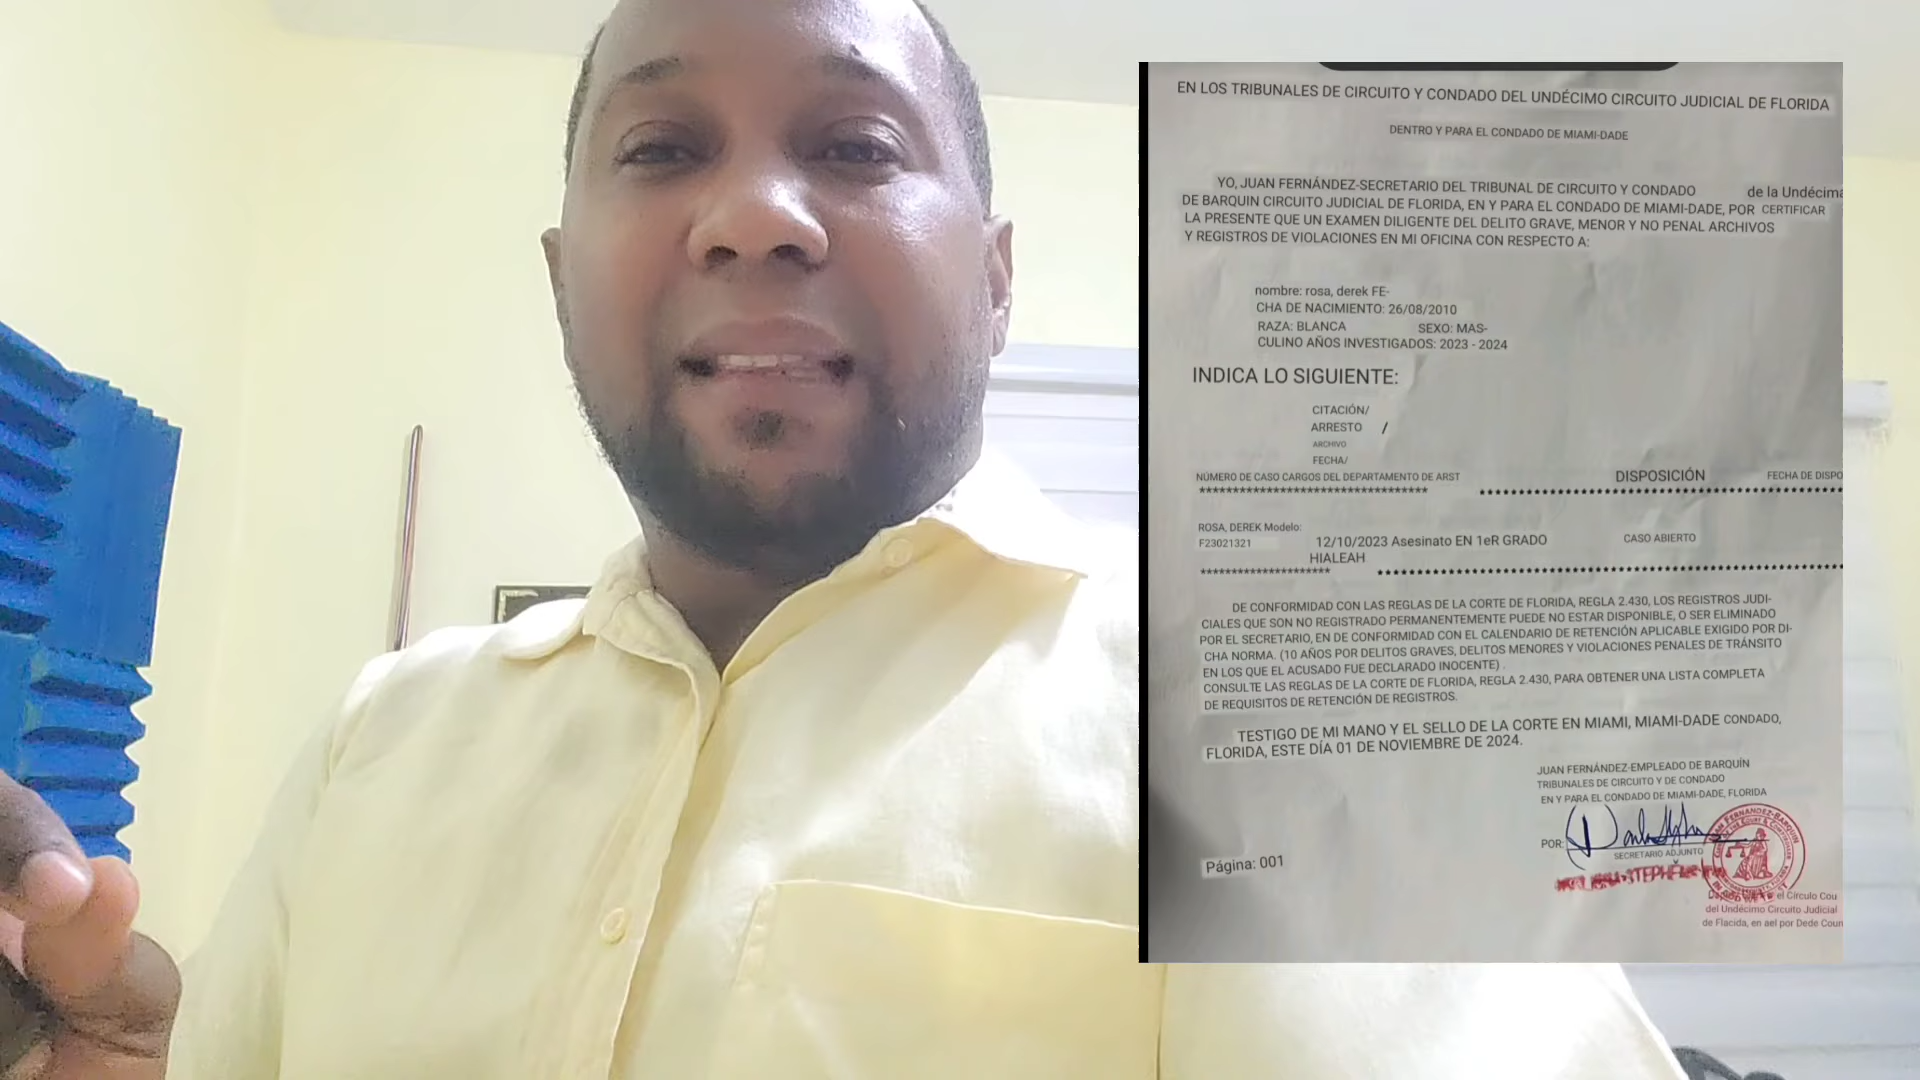 EN LOS TRIBUNALES DE CIRCUITO Y CONDADO DEL UNDÉCIMO CIRCUITO JUDICIAL DE FLORIDA
DENTRO Y PARA EL CONDADO DE MIAMI-DADE
YO, JUAN FERNÁNDEZ-SECRETARIO DEL TRIBUNAL DE CIRCUITO Y CONDADO de la Undécima
DE BARQUIN CIRCUITO JUDICIAL DE FLORIDA, EN Y PARA EL CONDADO DE MIAMI-DADE, POR CERTIFICAR
LA PRESENTE QUE UN EXAMEN DILIGENTE DEL DELITO GRAVE, MENOR Y NO PENAL ARCHIVOS
Y REGISTROS DE VIOLACIONES EN MI OFICINA CON RESPECTO A:
nombre: rosa, derek FE-
CHA DE NACIMIENTO: 26/08/2010
RAZA: BLANCA SEXO: MAS-
CULINO AÑOS INVESTIGADOS: 2023 - 2024
INDICA LO SIGUIENTE:
CITACIÓN/
ARRESTO /
ARCHIVO
FECHA/
NÚMERO DE CASO CARGOS DEL DEPARTAMENTO DE ARST DISPOSICIÓN FECHA DE DISPO
ROSA, DEREK Modelo:
F23021321 12/10/2023 Asesinato EN 1eR GRADO CASO ABIERTO
HIALEAH
DE CONFORMIDAD CON LAS REGLAS DE LA CORTE DE FLORIDA, REGLA 2.430, LOS REGISTROS JUDI-
CIALES QUE SON NO REGISTRADO PERMANENTEMENTE PUEDE NO ESTAR DISPONIBLE, O SER ELIMINADO
POR EL SECRETARIO, EN DE CONFORMIDAD CON EL CALENDARIO DE RETENCIÓN APLICABLE EXIGIDO POR DI-
CHA NORMA. (10 AÑOS POR DELITOS GRAVES, DELITOS MENORES Y VIOLACIONES PENALES DE TRÁNSITO
EN LOS QUE EL ACUSADO FUE DECLARADO INOCENTE) .
CONSULTE LAS REGLAS DE LA CORTE DE FLORIDA, REGLA 2.430, PARA OBTENER UNA LISTA COMPLETA
DE REQUISITOS DE RETENCIÓN DE REGISTROS.
TESTIGO DE MI MANO Y EL SELLO DE LA CORTE EN MIAMI, MIAMI-DADE CONDADO,
FLORIDA, ESTE DÍA 01 DE NOVIEMBRE DE 2024.
JUAN FERNÁNDEZ-EMPLEADO DE BARQUÍN
TRIBUNALES DE CIRCUITO Y DE CONDADO
EN Y PARA EL CONDADO DE MIAMI-DADE, FLORIDA
POR:
SECRETARIO ADJUNTO
el Círculo Cou
del Undécimo Circuito Judicial
de Flacida, en ael por Dede Coun
Página: 001